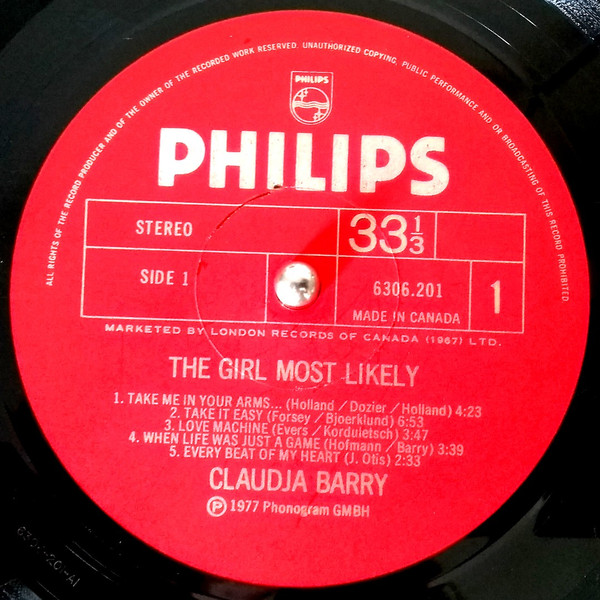 ALL RIGHTS OF THE RECORD PRODUCER AND OF THE OWNER OF THE RECORDED WORK RESERVED. UNAUTHORIZED COPYING, PUBLIC PERFORMANCE AND OR BROADCASTING OF THIS RECORD PROHIBITED.
PHILIPS
PHILIPS
STEREO
33 1/3
SIDE 1
6306.201
1
MADE IN CANADA
MARKETED BY LONDON RECORDS OF CANADA (1967) LTD.
THE GIRL MOST LIKELY
1. TAKE ME IN YOUR ARMS... (Holland / Dozier / Holland) 4:23
2. TAKE IT EASY (Forsey / Bjoerklund) 6:53
3. LOVE MACHINE (Evers / Korduietsch) 3:47
4. WHEN LIFE WAS JUST A GAME (Hofmann / Barry) 3:39
5. EVERY BEAT OF MY HEART (J. Otis) 2:33
CLAUDJA BARRY
Ⓟ 1977 Phonogram GMBH